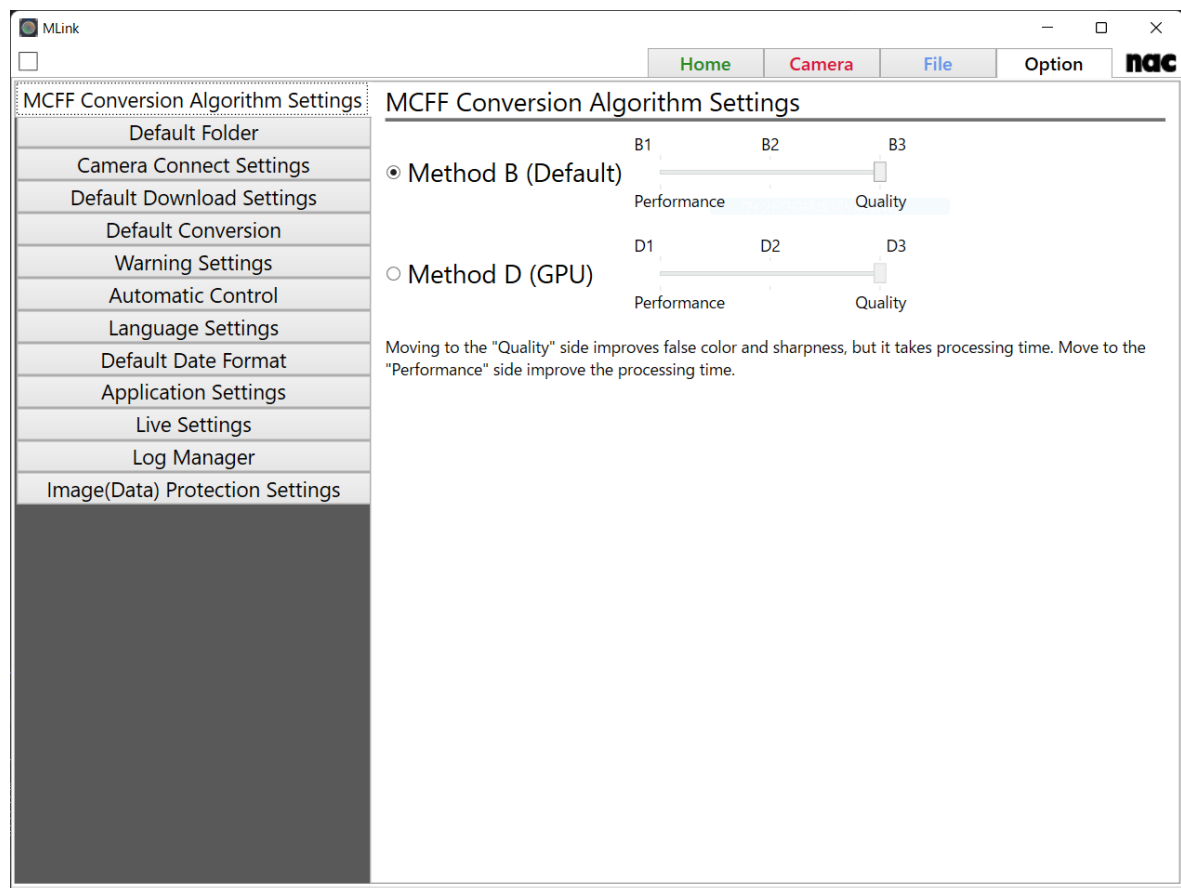 MLink
Home Camera File Option nac
MCFF Conversion Algorithm Settings
Default Folder
Camera Connect Settings
Default Download Settings
Default Conversion
Warning Settings
Automatic Control
Language Settings
Default Date Format
Application Settings
Live Settings
Log Manager
Image(Data) Protection Settings
MCFF Conversion Algorithm Settings
B1 B2 B3
Method B (Default)
Performance Quality
D1 D2 D3
Method D (GPU)
Performance Quality
Moving to the "Quality" side improves false color and sharpness, but it takes processing time. Move to the
"Performance" side improve the processing time.